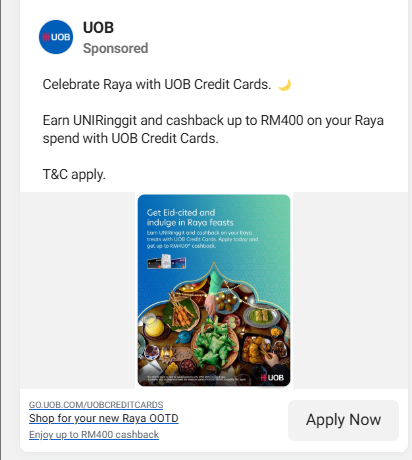 UOB
UOB
Sponsored
Celebrate Raya with UOB Credit Cards. 🌙
Earn UNIRinggit and cashback up to RM400 on your Raya
spend with UOB Credit Cards.
T&C apply.
Get Eid-cited and
indulge in Raya feasts
Earn UNIRinggit and cashback on your Raya
treats with UOB Credit Cards. Apply today and
get up to RM400* cashback.
UOB
GO.UOB.COM/UOBCREDITCARDS
Shop for your new Raya OOTD
Enjoy up to RM400 cashback
Apply Now